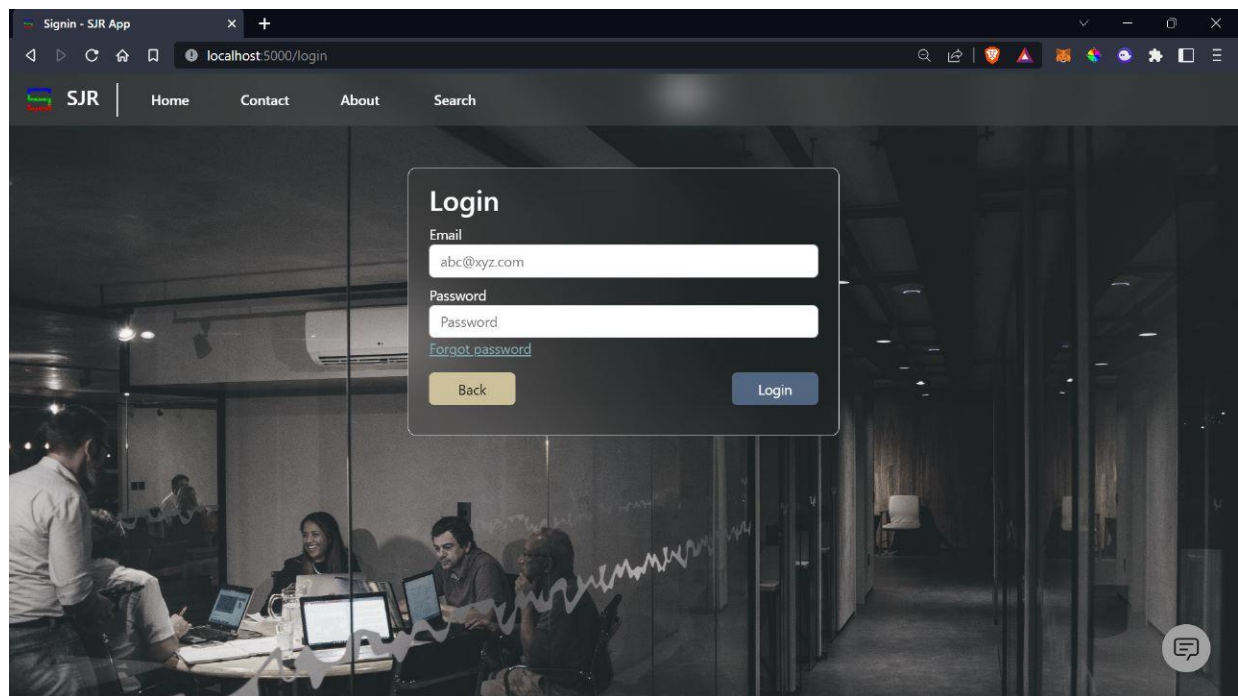 Signin - SJR App
localhost:5000/login
SJR Home Contact About Search
Login
Email
abc@xyz.com
Password
Password
Forgot password
Back Login